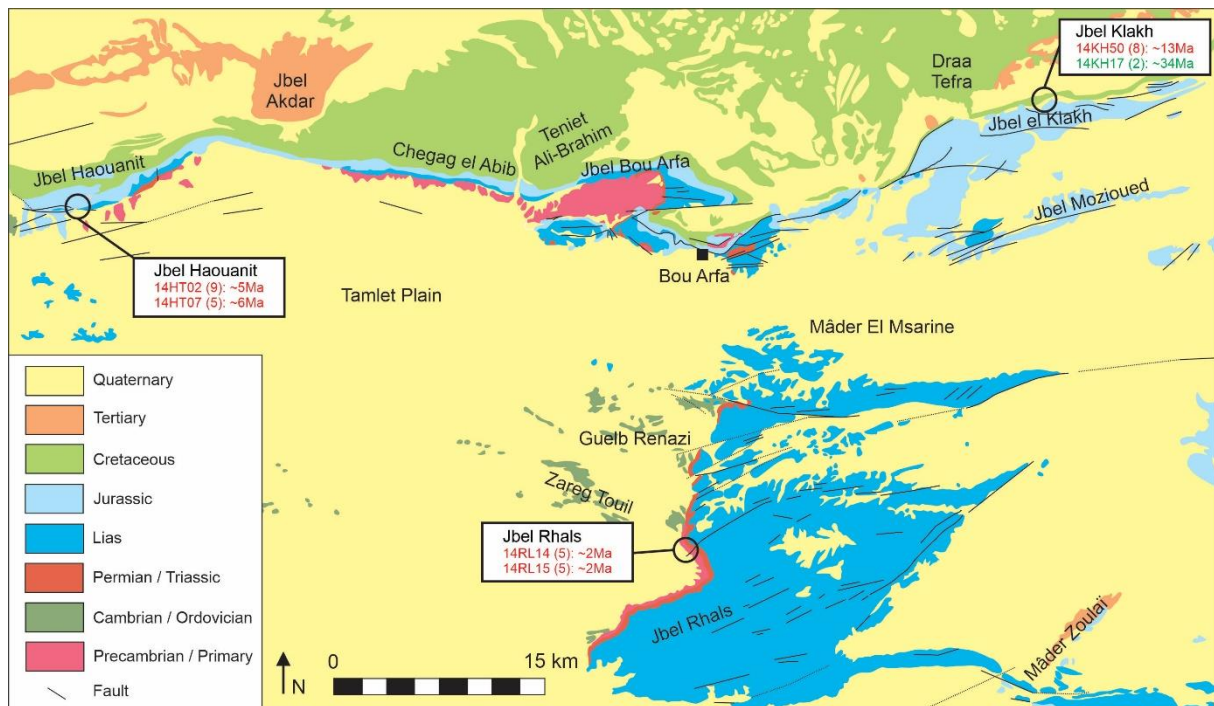 Jbel
Akdar
Draa
Tefra
Jbel Klakh
14KH50 (8): ~13Ma
14KH17 (2): ~34Ma
Jbel el Klakh
Teniet
Ali-Brahim
Chegag el Abib
Jbel Bou Arfa
Jbel Haouanit
Jbel Mozioued
Jbel Haouanit
14HT02 (9): ~5Ma
14HT07 (5): ~6Ma
Bou Arfa
Tamlet Plain
Mâder El Msarine
Guelb Renazi
Zareg Touil
Jbel Rhals
14RL14 (5): ~2Ma
14RL15 (5): ~2Ma
Jbel Rhals
Mâder Zoulaï
Quaternary
Tertiary
Cretaceous
Jurassic
Lias
Permian / Triassic
Cambrian / Ordovician
Precambrian / Primary
Fault
N
0
15 km